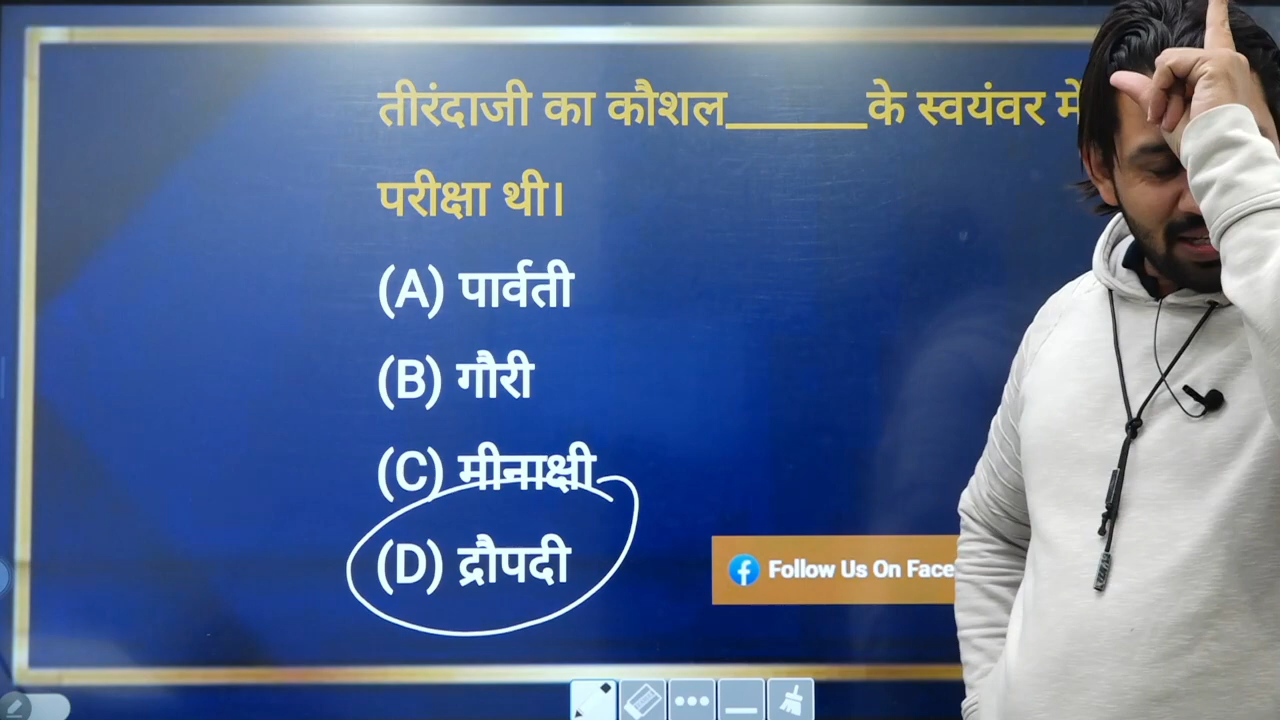 तीरंदाजी का कौशल______के स्वयंवर में
परीक्षा थी।
(A) पार्वती
(B) गौरी
(C) मीनाक्षी
(D) द्रौपदी
Follow Us On Face